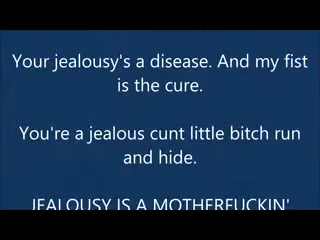 Your jealousy's a disease. And my fist
is the cure.
You're a jealous cunt little bitch run
and hide.
JEALOUSY IS A MOTHERFUCKIN'